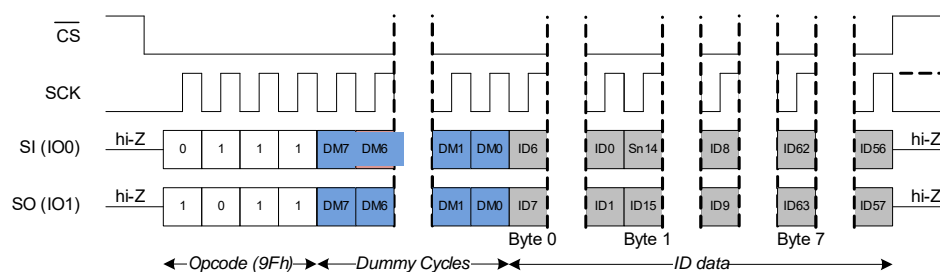 CS
SCK
SI (IO0) hi-Z 0 1 1 1 DM7 DM6 DM1 DM0 ID6 ID0 Sn14 ID8 ID62 ID56 hi-Z
SO (IO1) hi-Z 1 0 1 1 DM7 DM6 DM1 DM0 ID7 ID1 ID15 ID9 ID63 ID57 hi-Z
Byte 0 Byte 1 Byte 7
Opcode (9Fh) Dummy Cycles ID data